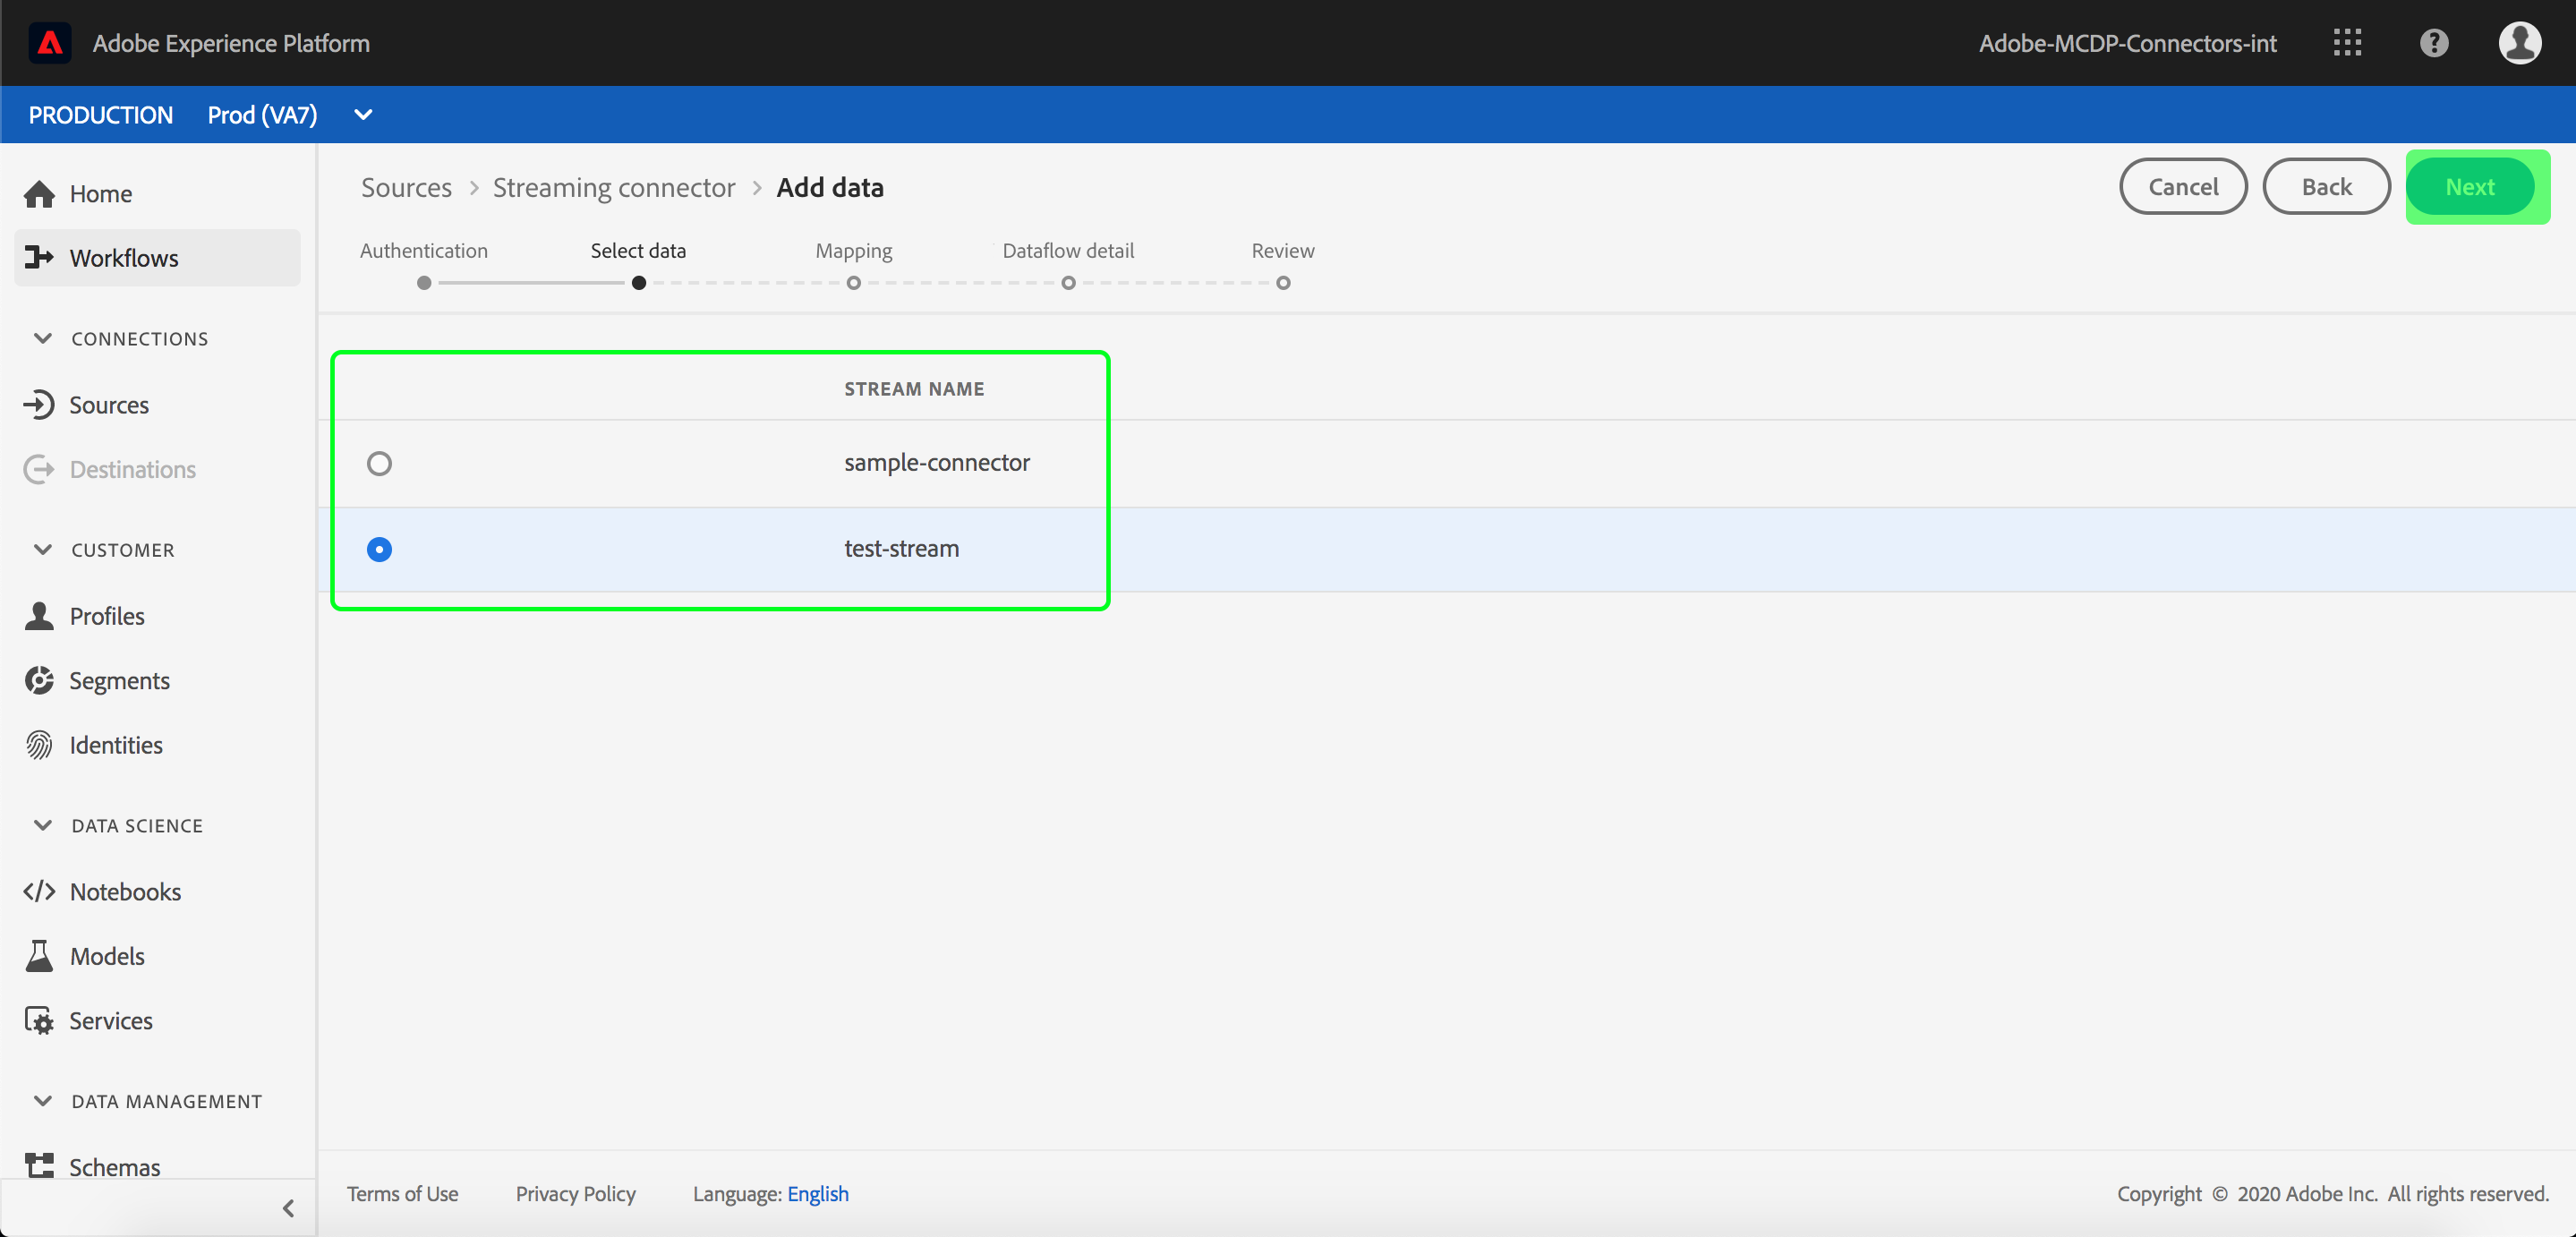 Adobe Experience Platform
Adobe-MCDP-Connectors-int
PRODUCTION Prod (VA7)
Home
Workflows
CONNECTIONS
Sources
Destinations
CUSTOMER
Profiles
Segments
Identities
DATA SCIENCE
Notebooks
Models
Services
DATA MANAGEMENT
Schemas
Sources > Streaming connector > Add data
Cancel
Back
Next
Authentication
Select data
Mapping
Dataflow detail
Review
STREAM NAME
sample-connector
test-stream
Terms of Use Privacy Policy Language: English
Copyright © 2020 Adobe Inc. All rights reserved.